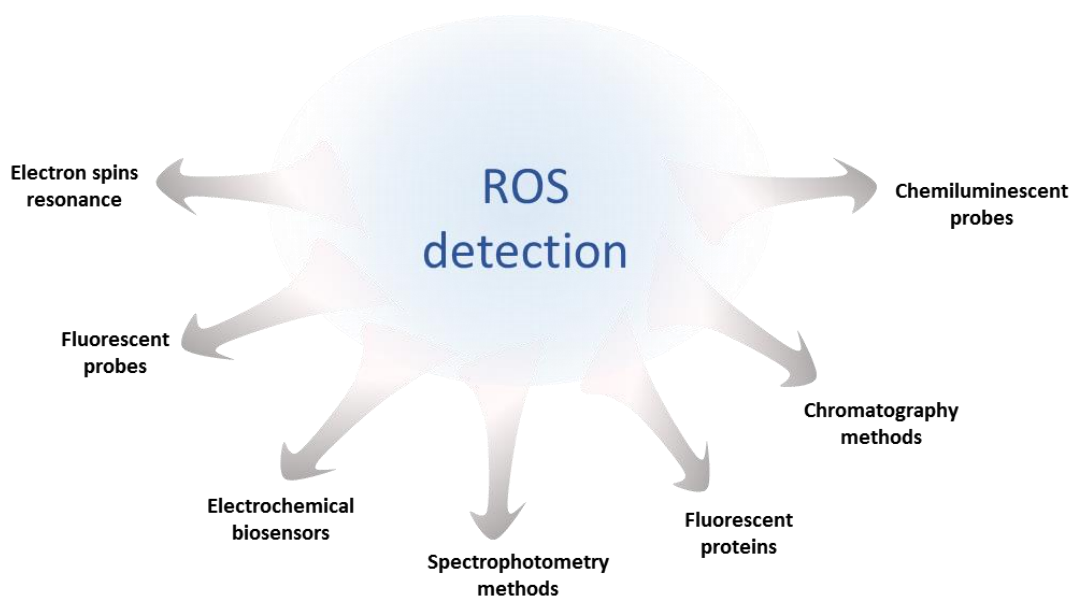 ROS
detection
Electron spins
resonance
Fluorescent
probes
Electrochemical
biosensors
Spectrophotometry
methods
Fluorescent
proteins
Chromatography
methods
Chemiluminescent
probes